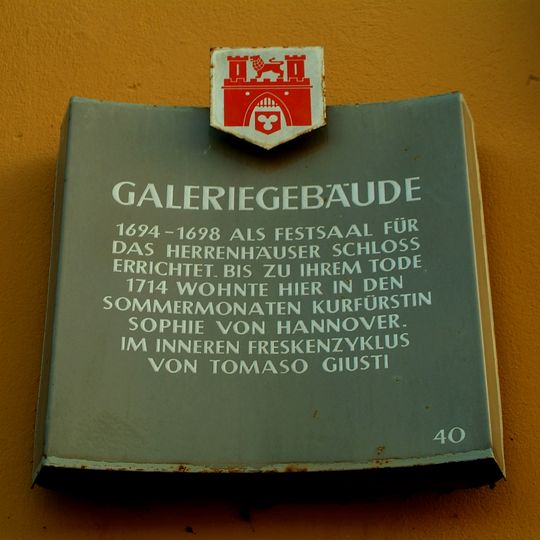 GALERIEGEBÄUDE
1694-1698 ALS FESTSAAL FÜR
DAS HERRENHÄUSER SCHLOSS
ERRICHTET. BIS ZU IHREM TODE
1714 WOHNTE HIER IN DEN
SOMMERMONATEN KURFÜRSTIN
SOPHIE VON HANNOVER.
IM INNEREN FRESKENZYKLUS
VON TOMASO GIUSTI
40